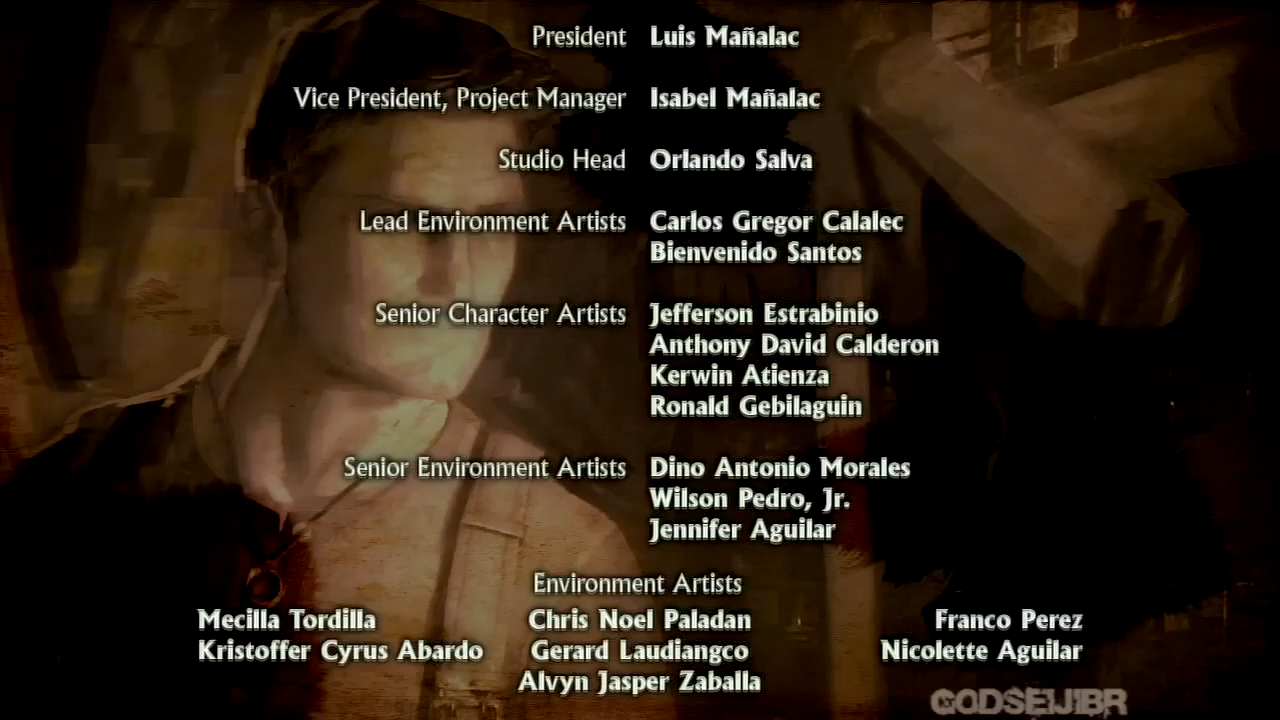 President Luis Mañalac
Vice President, Project Manager Isabel Mañalac
Studio Head Orlando Salva
Lead Environment Artists Carlos Gregor Calalec
Bienvenido Santos
Senior Character Artists Jefferson Estrabinio
Anthony David Calderon
Kerwin Atienza
Ronald Gebilaguin
Senior Environment Artists Dino Antonio Morales
Wilson Pedro, Jr.
Jennifer Aguilar
Environment Artists
Mecilla Tordilla Chris Noel Paladan Franco Perez
Kristoffer Cyrus Abardo Gerard Laudiangco Nicolette Aguilar
Alvyn Jasper Zaballa
GODSEIJIBR